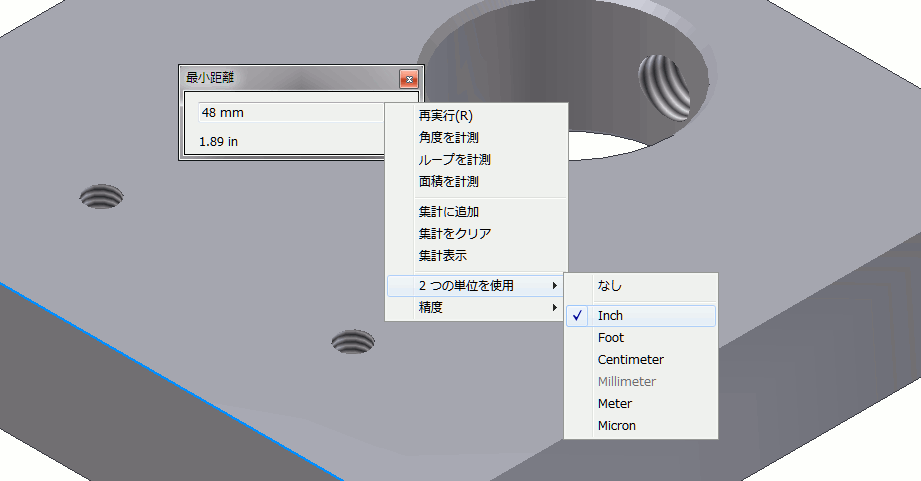 最小距離
48 mm
1.89 in
再実行(R)
角度を計測
ループを計測
面積を計測
集計に追加
集計をクリア
集計表示
2 つの単位を使用
精度
なし
Inch
Foot
Centimeter
Millimeter
Meter
Micron